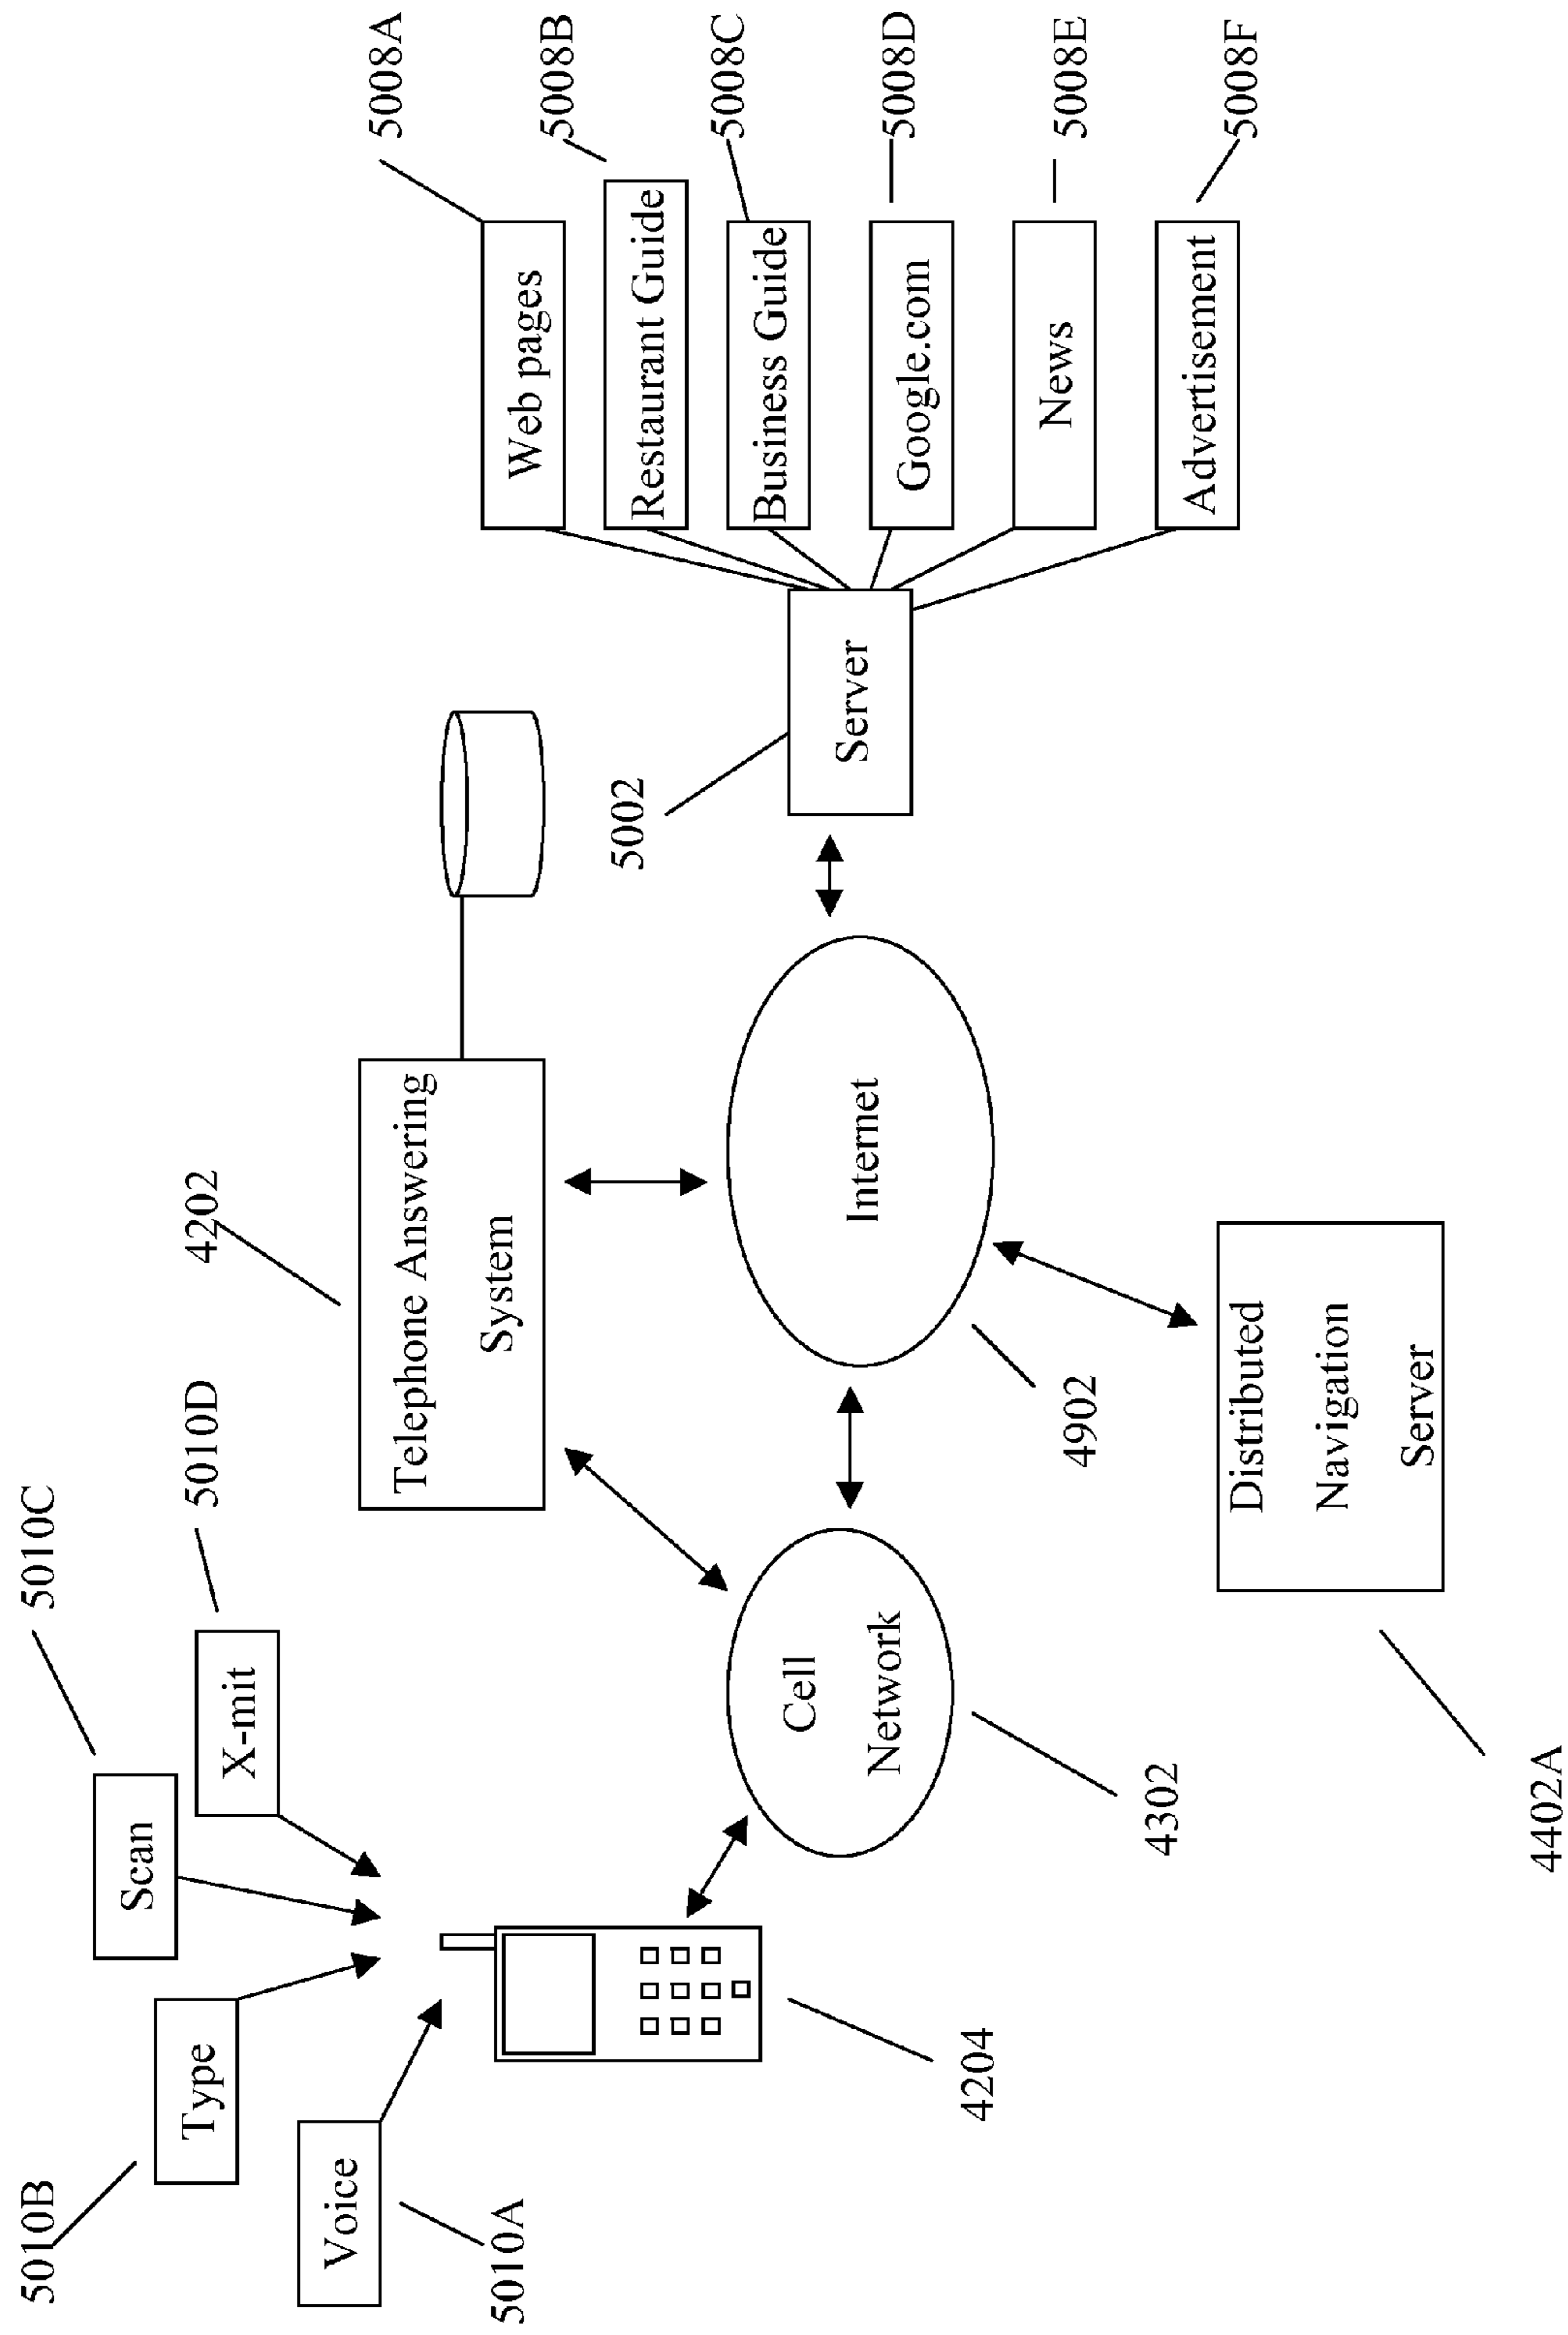 5010C
5010B
Scan
5010D
4202
Type
X-mit
Telephone Answering
System
5008A
Voice
5010A
Web pages
5008B
Restaurant Guide
5002
5008C
Business Guide
Cell
Network
Internet
Server
5008D
Google.com
4204
5008E
News
4302
4902
5008F
Advertisement
Distributed
Navigation
Server
4402A